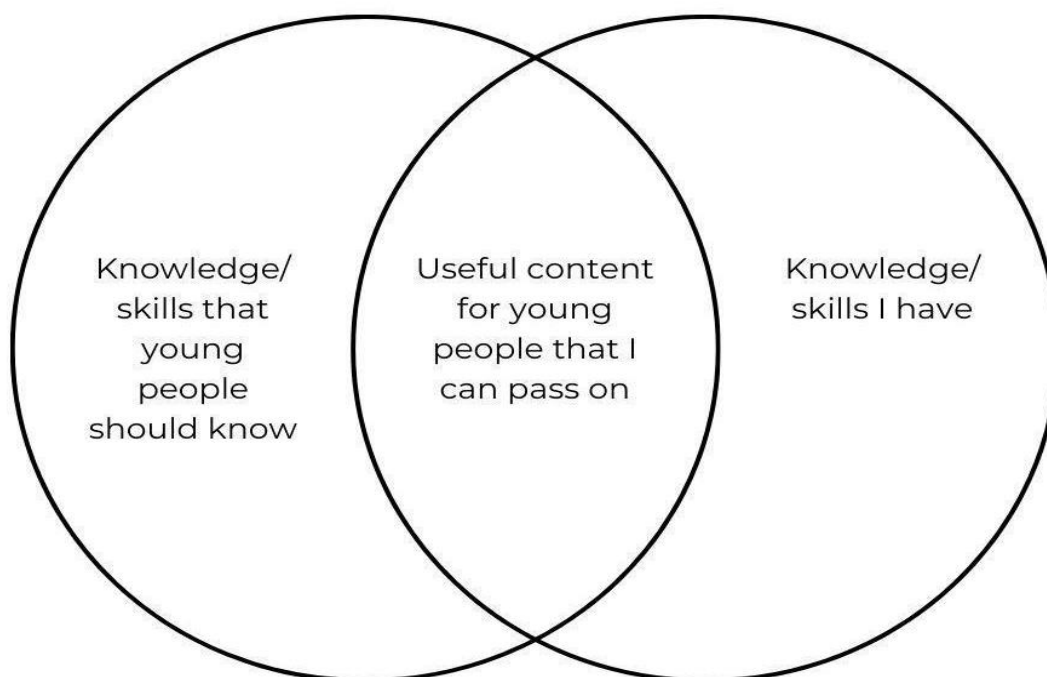 Knowledge/
skills that
young
people
should know
Useful content
for young
people that I
can pass on
Knowledge/
skills I have